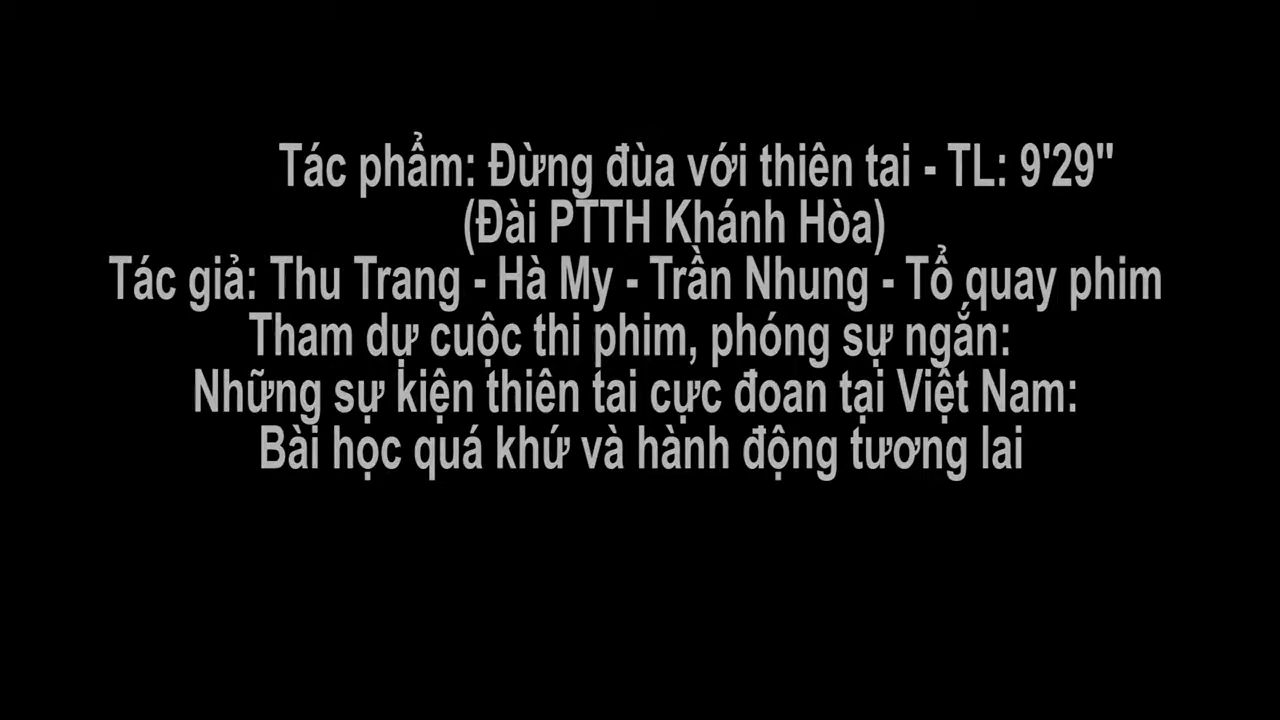 Tác phẩm: Đừng đùa với thiên tai - TL: 9'29"
(Đài PTTH Khánh Hòa)
Tác giả: Thu Trang - Hà My - Trần Nhung - Tổ quay phim
Tham dự cuộc thi phim, phóng sự ngắn:
Những sự kiện thiên tai cực đoan tại Việt Nam:
Bài học quá khứ và hành động tương lai